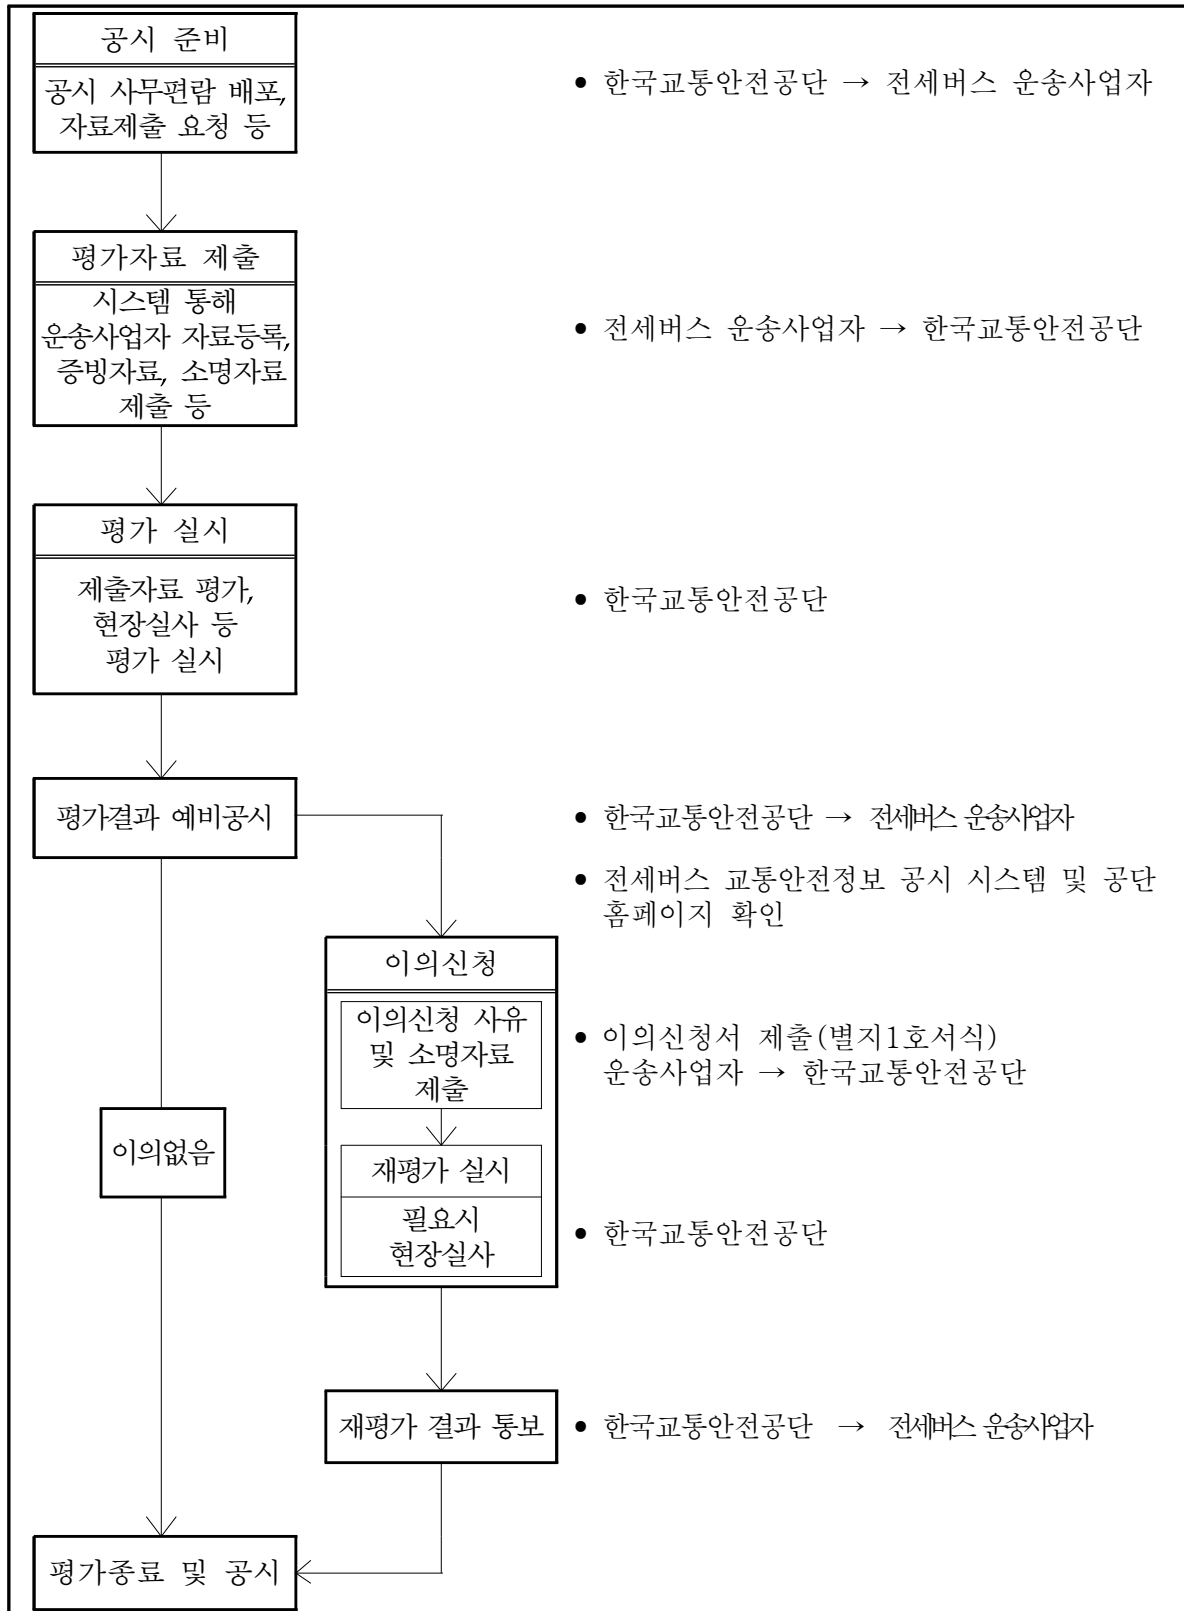 공시 준비
공시 사무편람 배포,
자료제출 요청 등
• 한국교통안전공단 → 전세버스 운송사업자
평가자료 제출
시스템 통해
운송사업자 자료등록,
증빙자료, 소명자료
제출 등
• 전세버스 운송사업자 → 한국교통안전공단
평가 실시
제출자료 평가,
현장실사 등
평가 실시
• 한국교통안전공단
평가결과 예비공시
• 한국교통안전공단 → 전세버스 운송사업자
• 전세버스 교통안전정보 공시 시스템 및 공단
홈페이지 확인
이의신청
이의신청 사유
및 소명자료
제출
• 이의신청서 제출(별지1호서식)
운송사업자 → 한국교통안전공단
이의없음
재평가 실시
필요시
현장실사
• 한국교통안전공단
재평가 결과 통보
• 한국교통안전공단 → 전세버스 운송사업자
평가종료 및 공시